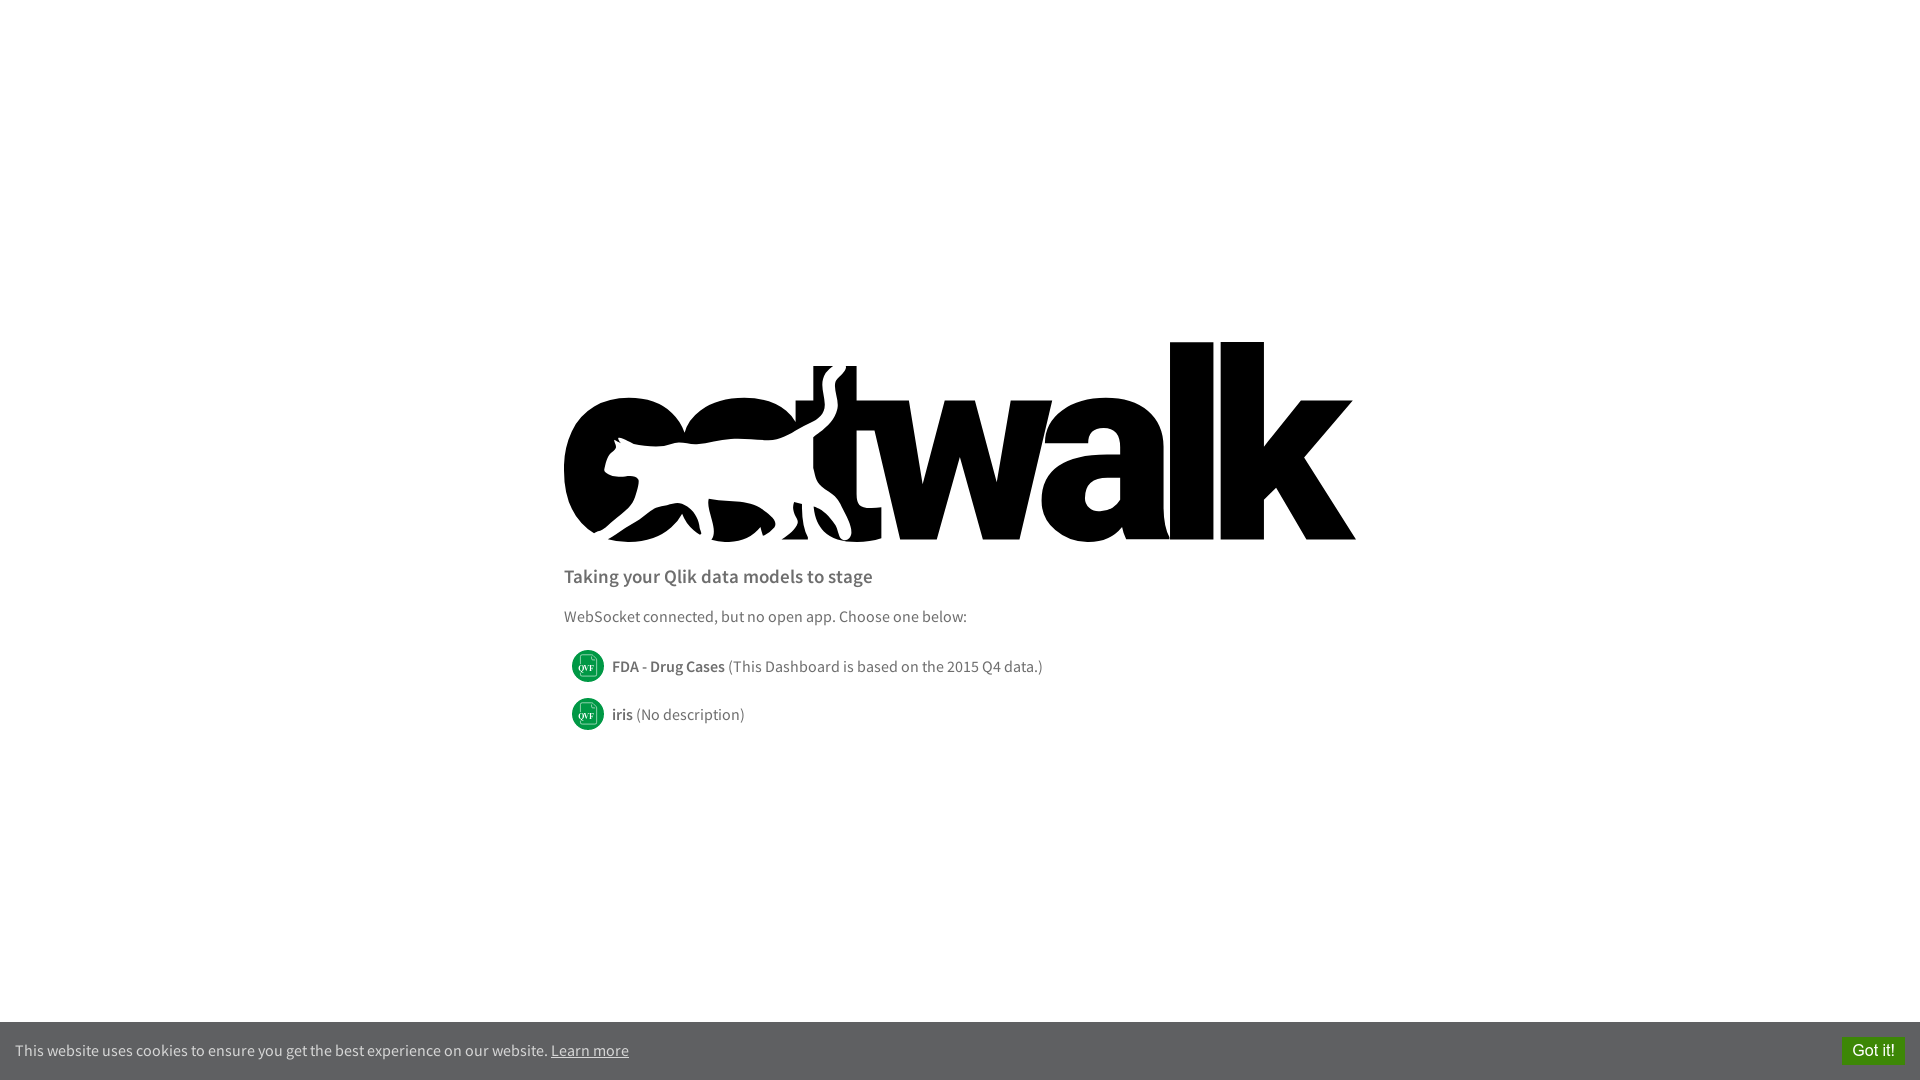 catwalk
Taking your Qlik data models to stage
WebSocket connected, but no open app. Choose one below:
QVF FDA - Drug Cases (This Dashboard is based on the 2015 Q4 data.)
QVF iris (No description)
This website uses cookies to ensure you get the best experience on our website. Learn more
Got it!